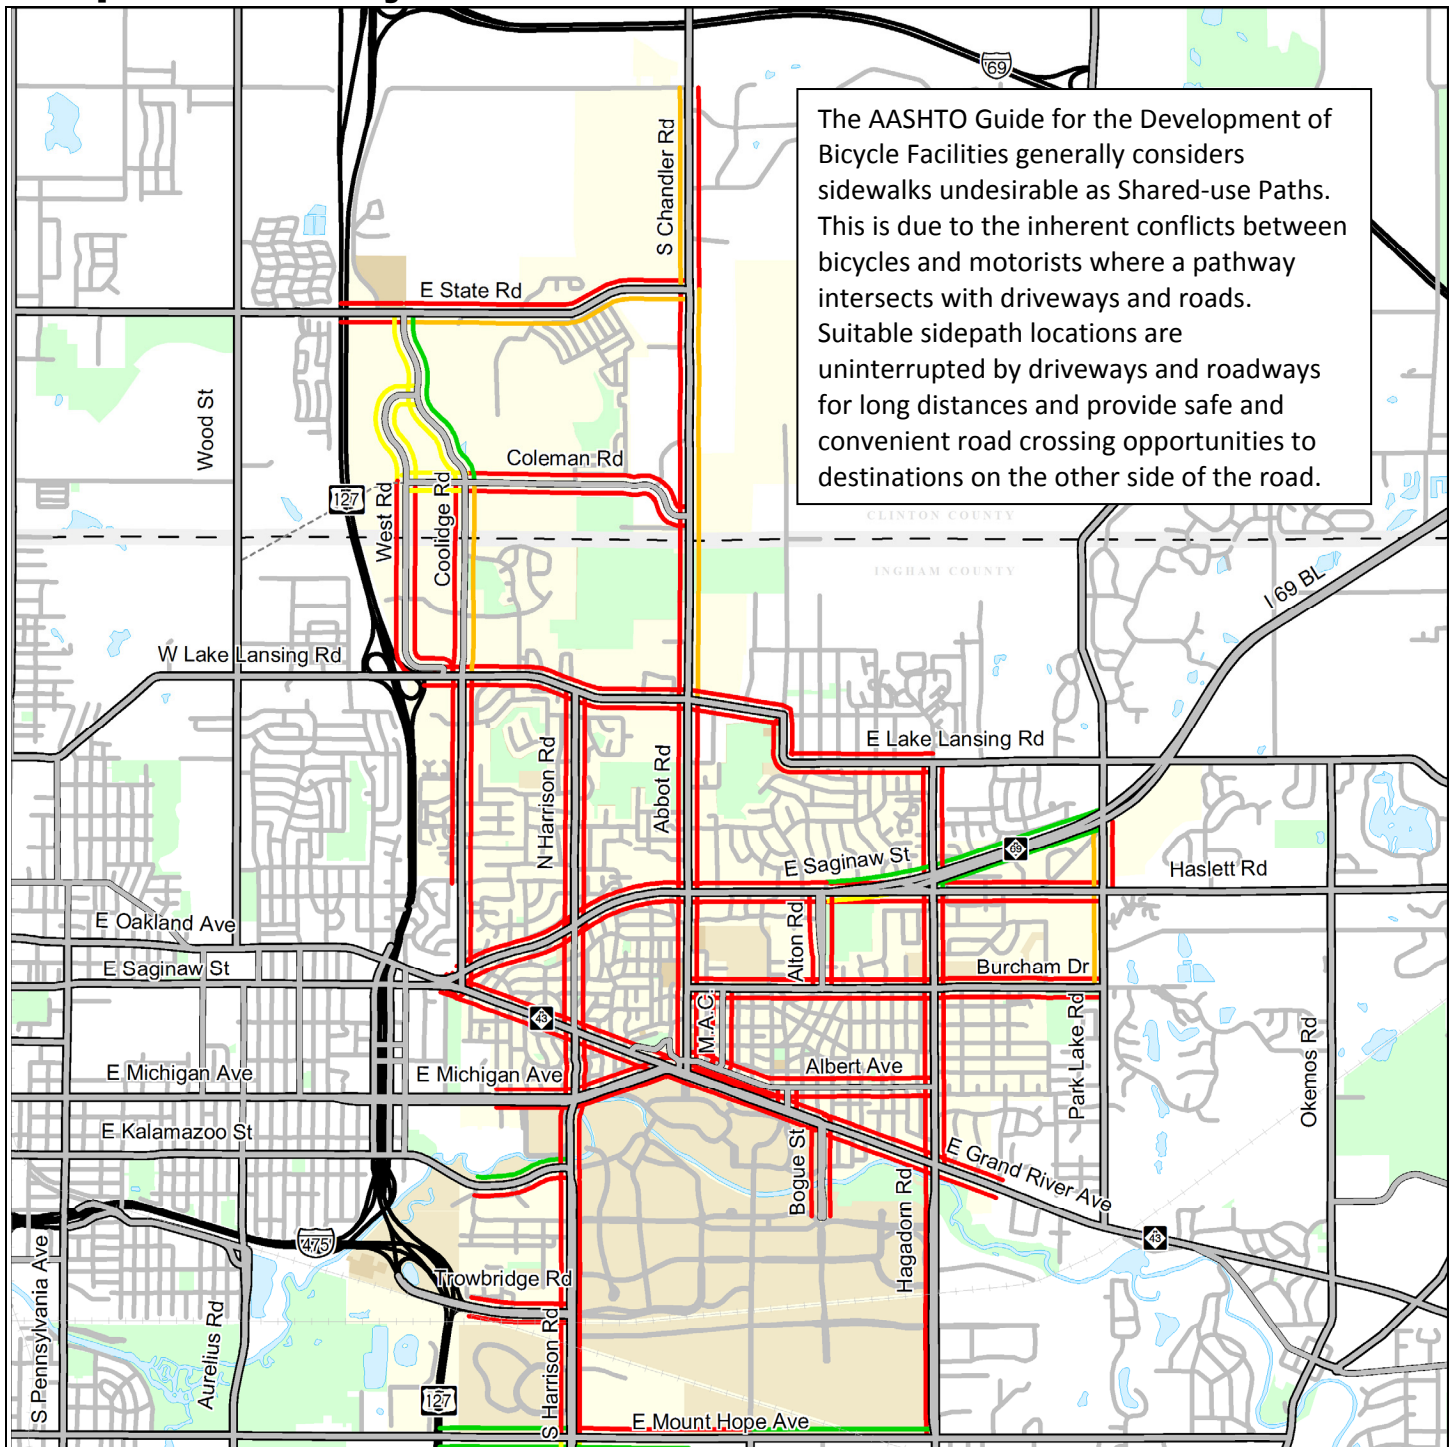 69
The AASHTO Guide for the Development of
Bicycle Facilities generally considers
sidewalks undesirable as Shared-use Paths.
This is due to the inherent conflicts between
bicycles and motorists where a pathway
intersects with driveways and roads.
Suitable sidepath locations are
uninterrupted by driveways and roadways
for long distances and provide safe and
convenient road crossing opportunities to
destinations on the other side of the road.
S Chandler Rd
E State Rd
Wood St
Coleman Rd
127
West Rd
Coolidge Rd
CLINTON COUNTY
INGHAM COUNTY
I 69 BL
W Lake Lansing Rd
E Lake Lansing Rd
N Harrison Rd
Abbot Rd
E Saginaw St
69
Haslett Rd
E Oakland Ave
Alton Rd
E Saginaw St
Burcham Dr
43
M.A.C.
Park Lake Rd
Okemos Rd
E Michigan Ave
E Michigan Ave
Albert Ave
E Kalamazoo St
Bogue St
E Grand River Ave
Hagadorn Rd
43
475
S Pennsylvania Ave
Aurelius Rd
Trowbridge Rd
S Harrison Rd
127
E Mount Hope Ave